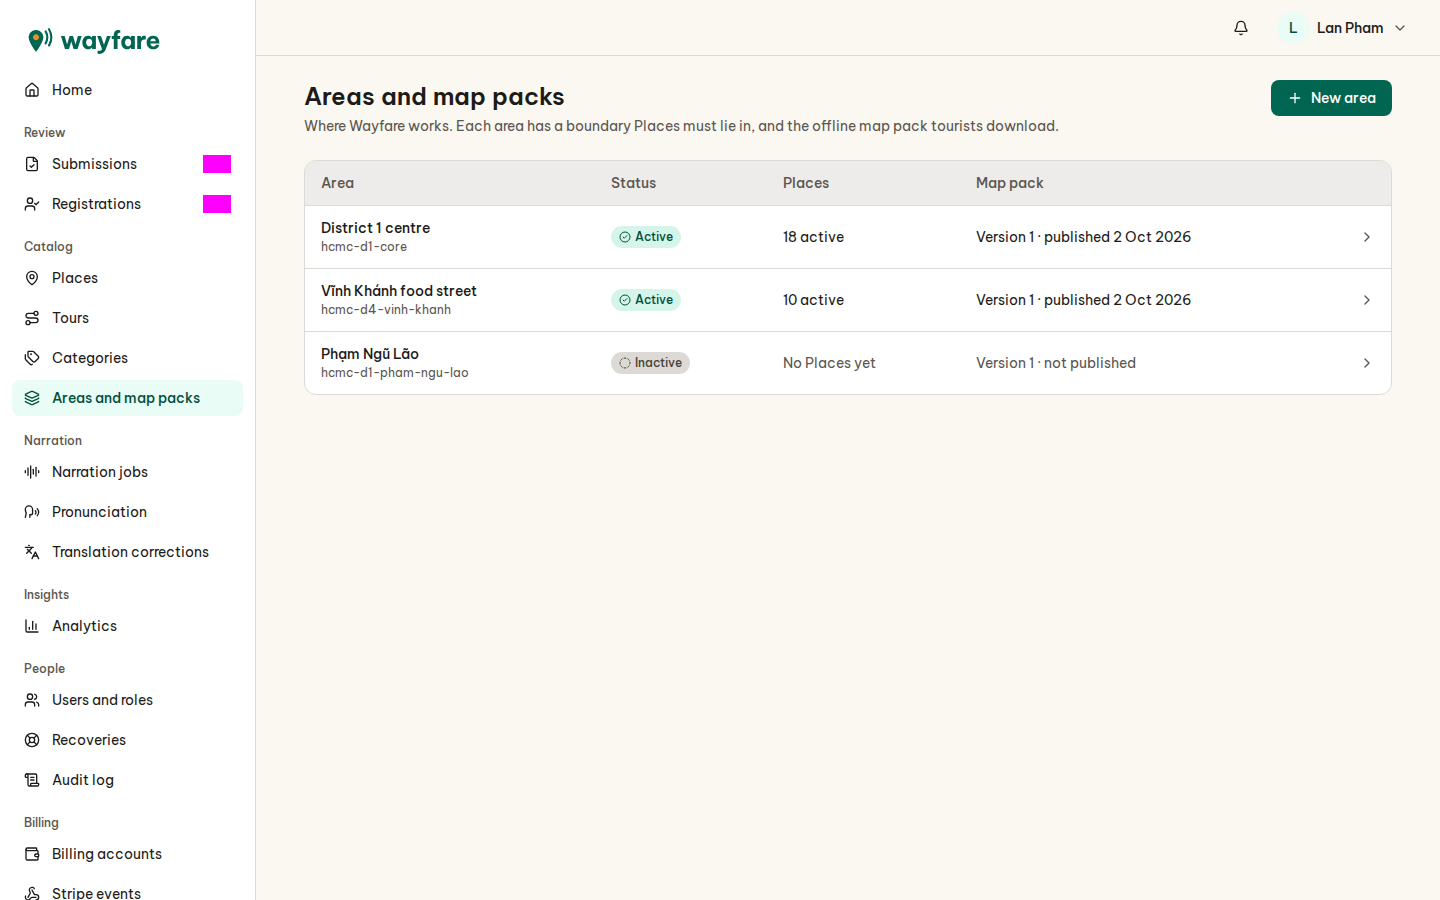 wayfare
Lan Pham
L
Home
Review
Submissions
Registrations
Catalog
Places
Tours
Categories
Areas and map packs
Narration
Narration jobs
Pronunciation
Translation corrections
Insights
Analytics
People
Users and roles
Recoveries
Audit log
Billing
Billing accounts
Stripe events
Areas and map packs
New area
Where Wayfare works. Each area has a boundary Places must lie in, and the offline map pack tourists download.
Area Status Places Map pack
District 1 centre
hcmc-d1-core
Active 18 active Version 1 · published 2 Oct 2026
Vĩnh Khánh food street
hcmc-d4-vinh-khanh
Active 10 active Version 1 · published 2 Oct 2026
Phạm Ngũ Lão
hcmc-d1-pham-ngu-lao
Inactive No Places yet Version 1 · not published